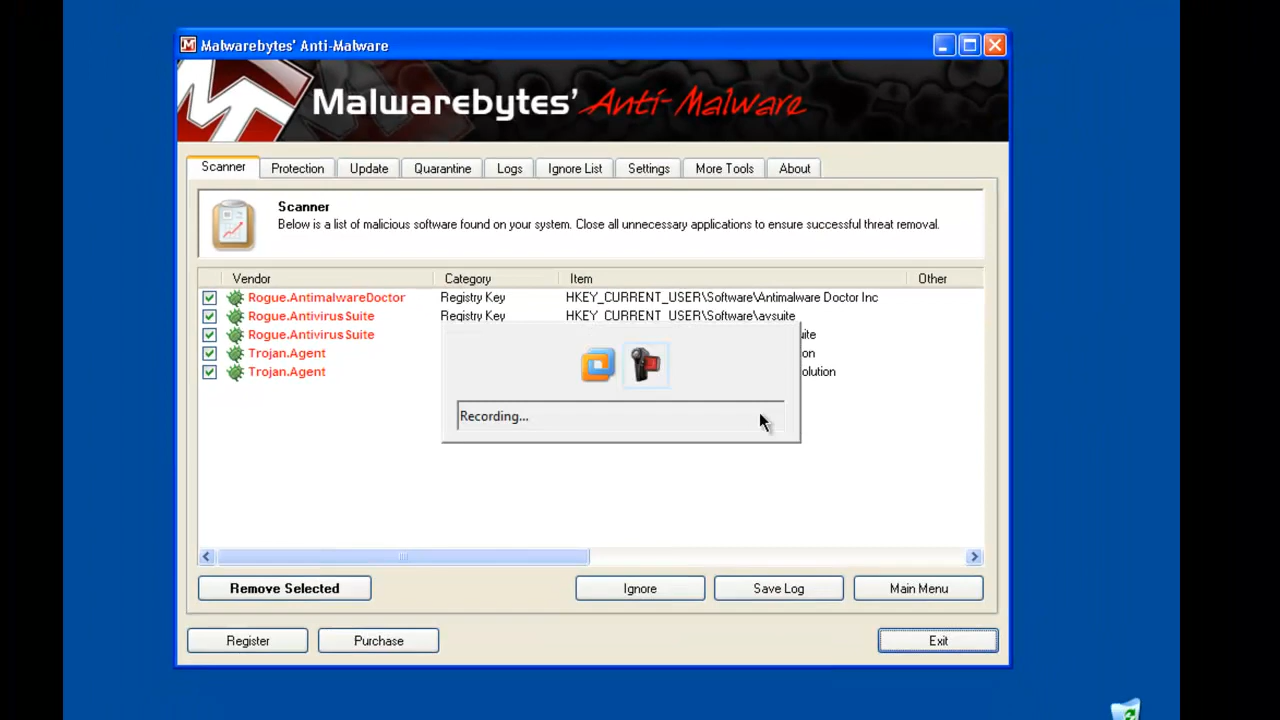 Malwarebytes' Anti-Malware
Malwarebytes' Anti-Malware
Scanner Protection Update Quarantine Logs Ignore List Settings More Tools About
Scanner
Below is a list of malicious software found on your system. Close all unnecessary applications to ensure successful threat removal.
Vendor Category Item Other
Rogue.AntimalwareDoctor Registry Key HKEY_CURRENT_USER\Software\Antimalware Doctor Inc
Rogue.Antivirus Suite Registry Key HKEY_CURRENT_USER\Software\avsuite
Rogue.Antivirus Suite
Trojan.Agent
Trojan.Agent
Recording...
Remove Selected Ignore Save Log Main Menu
Register Purchase Exit